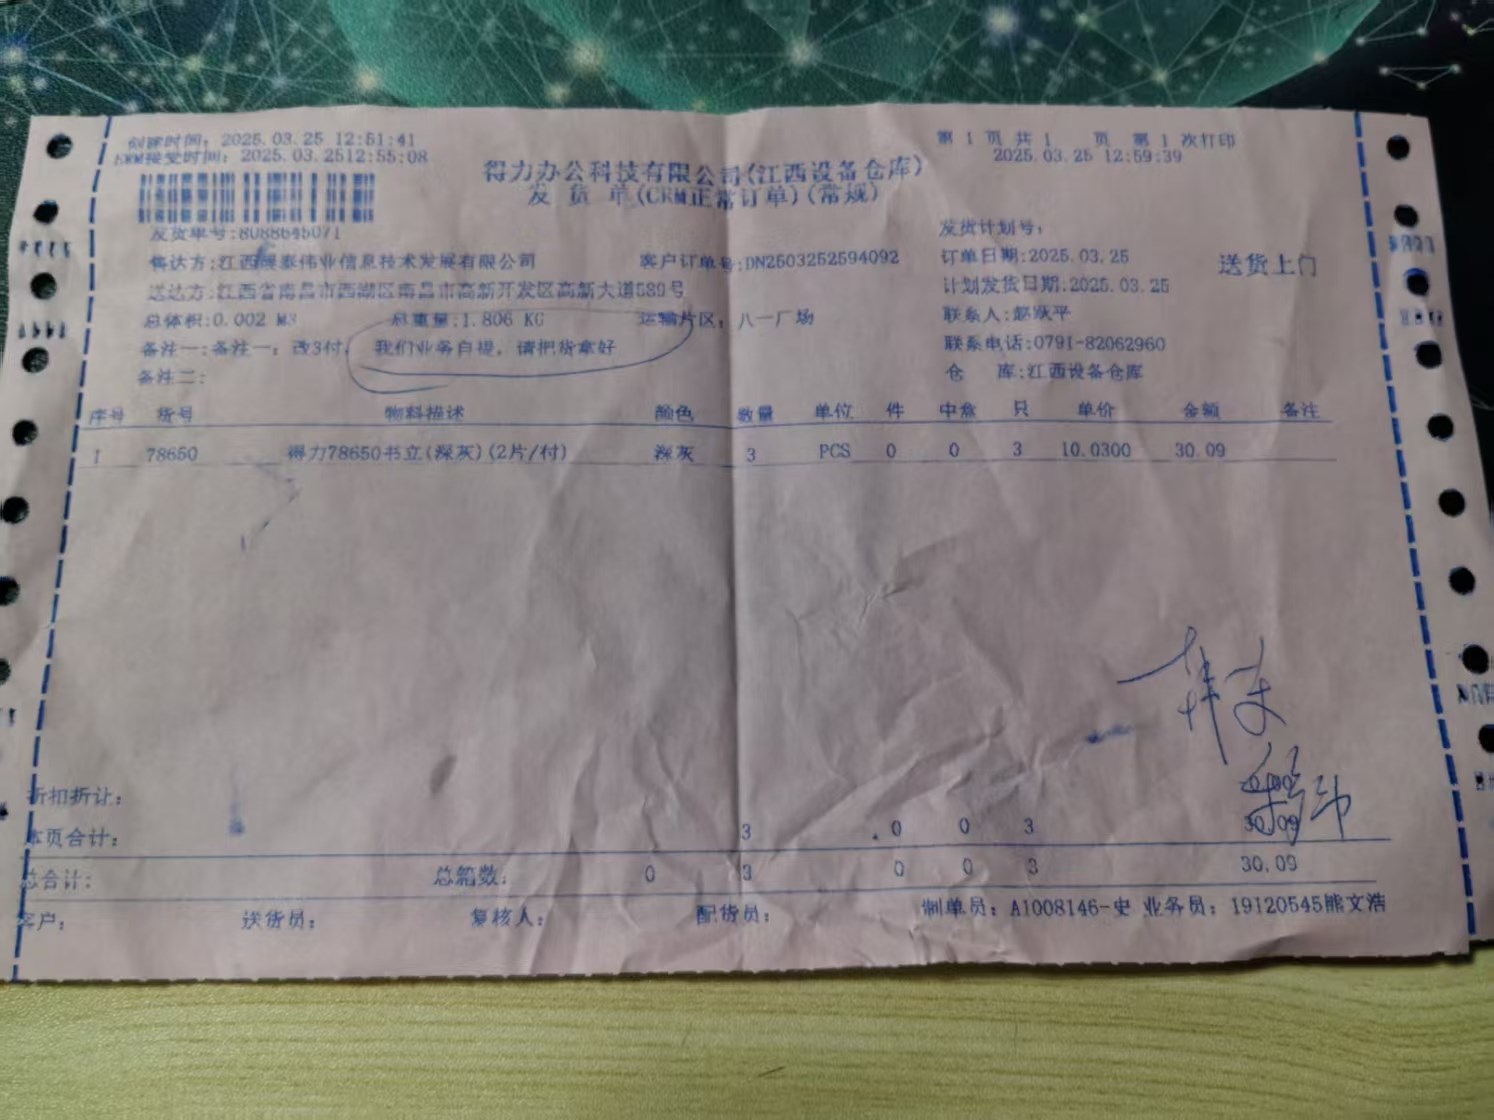 创建时间：2025.03.25 12:51:41
第 1 页 共 1 页 第 1 次打印
接受时间：2025.03.2512:55:08
2025.03.25 12:59:39
得力办公科技有限公司(江西设备仓库)
发 货 单(CRM正常订单)(常规)
发货单号:8088645071
发货计划号：
售达方:江西暖泰伟业信息技术发展有限公司
客户订单号:DN2503252594092
订单日期:2025.03.25
送货上门
送达方:江西省南昌市西湖区南昌市高新开发区高新大道589号
计划发货日期:2025.03.25
总体积:0.002 M3
总重量:1.806 KG
运输片区：八一广场
联系人:赵跃平
备注一:备注一：改3付， 我们业务自提，请把货拿好
联系电话:0791-82062960
备注二:
仓 库:江西设备仓库
序号 货号 物料描述 颜色 数量 单位 件 中盒 只 单价 金额 备注
1 78650 得力78650书立(深灰)(2片/付) 深灰 3 PCS 0 0 3 10.0300 30.09
折扣折让: 0.00
本页合计: 3 0 0 3 30.09
总合计: 总箱数: 0 3 0 0 3 30.09
客户: 送货员: 复核人: 配货员: 制单员: A1008146-史 业务员: 19120545熊文浩